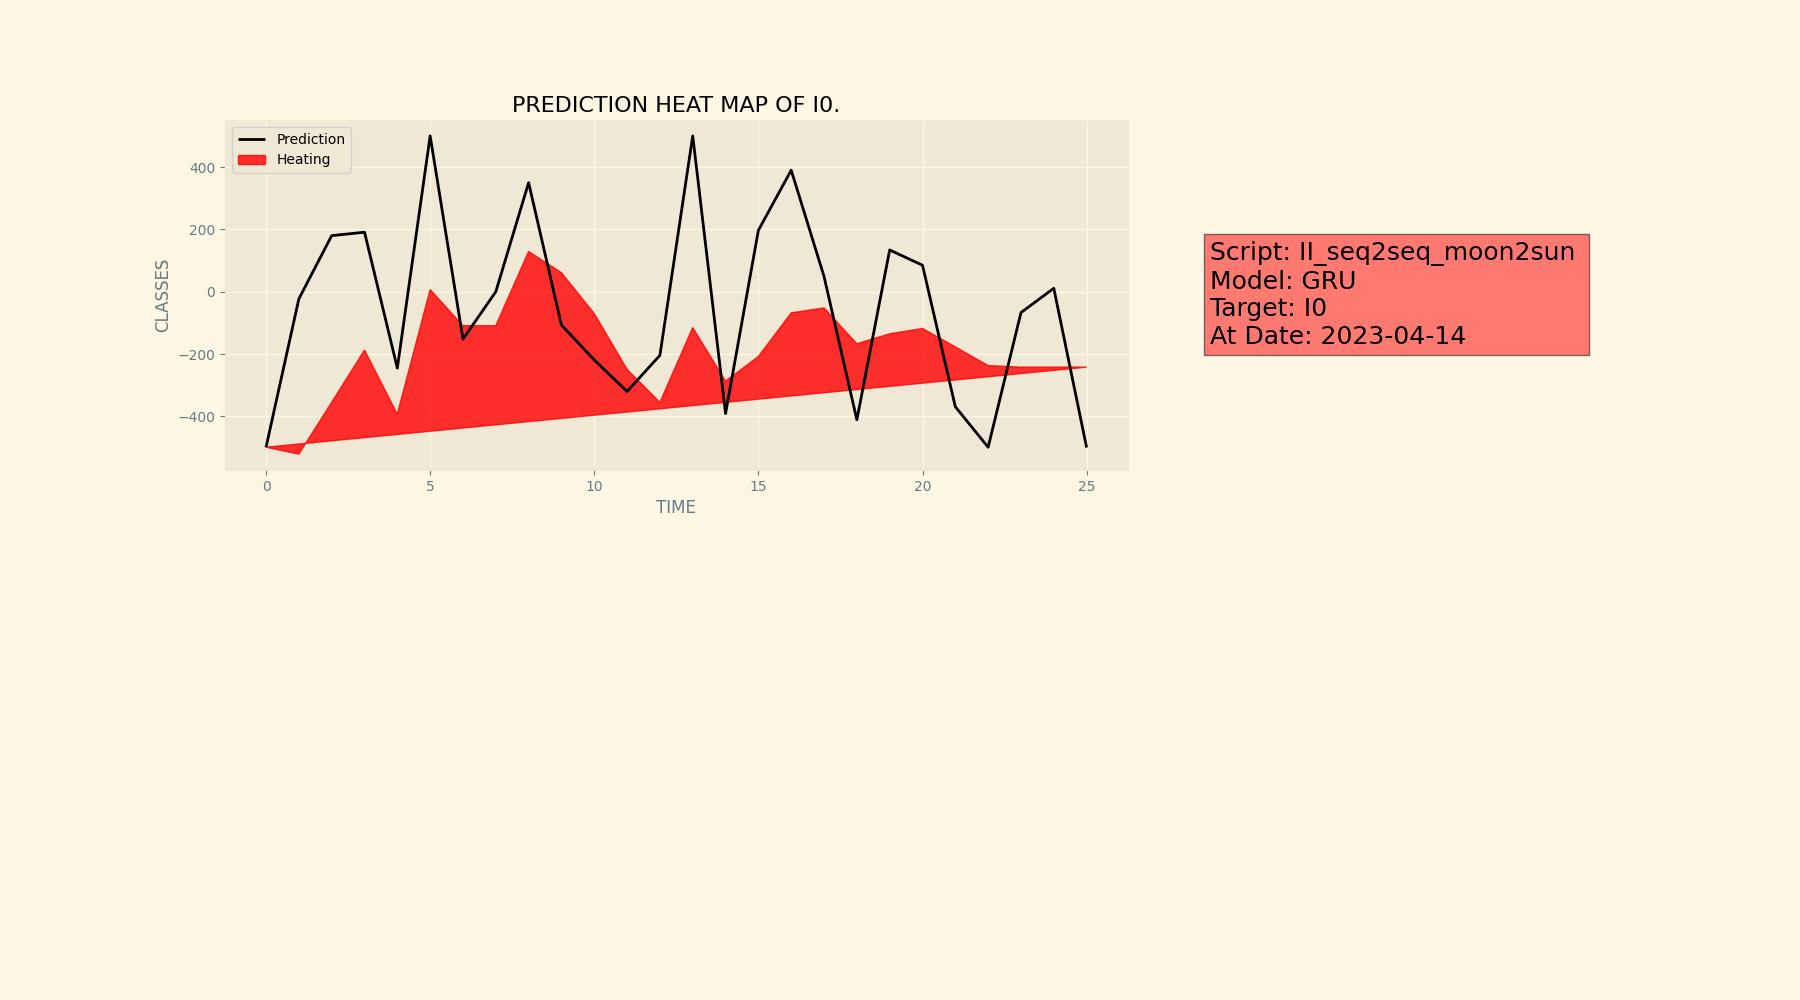 PREDICTION HEAT MAP OF I0.
Prediction
Heating
400
200
0
−200
−400
CLASSES
0 5 10 15 20 25
TIME
Script: II_seq2seq_moon2sun
Model: GRU
Target: I0
At Date: 2023-04-14